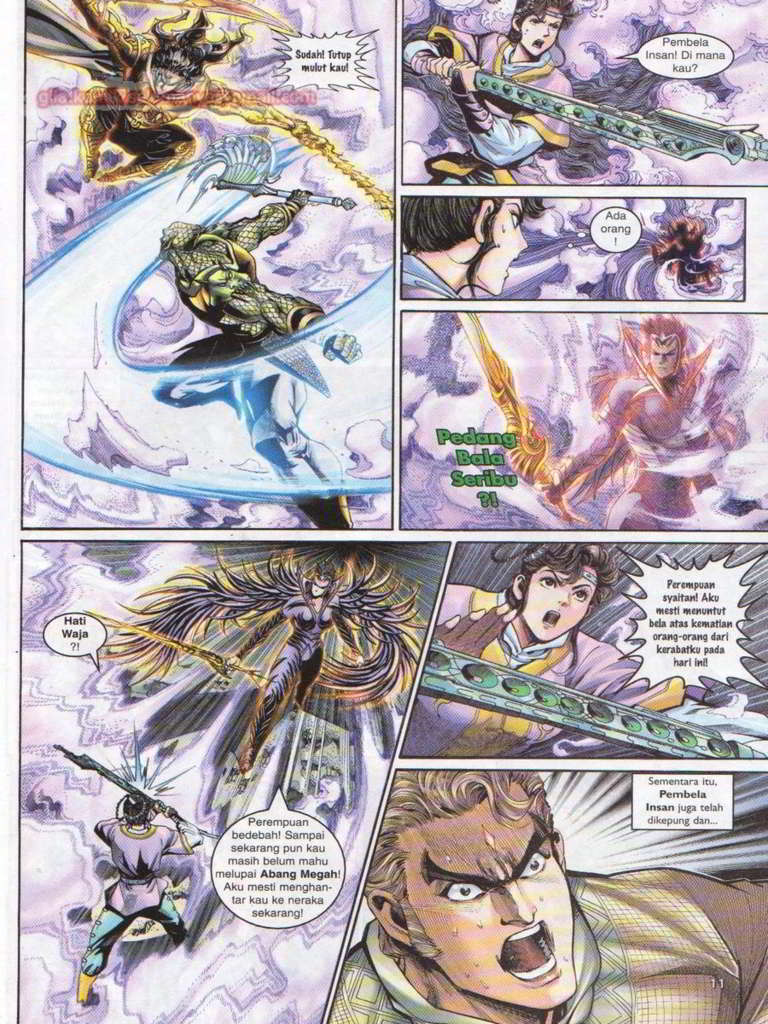 Sudah! Tutup
mulut kau!
Pembela
Insan! Di mana
kau?
Ada
orang
!
Pedang
Bala
Seribu
?!
Hati
Waja
?!
Perempuan
bedebah! Sampai
sekarang pun kau
masih belum mahu
melupai Abang Megah!
Aku mesti menghan-
tar kau ke neraka
sekarang!
Perempuan
syaitan! Aku
mesti menuntut
bela atas kematian
orang-orang dari
kerabatku pada
hari ini!
Sementara itu,
Pembela
Insan juga telah
dikepung dan...
11